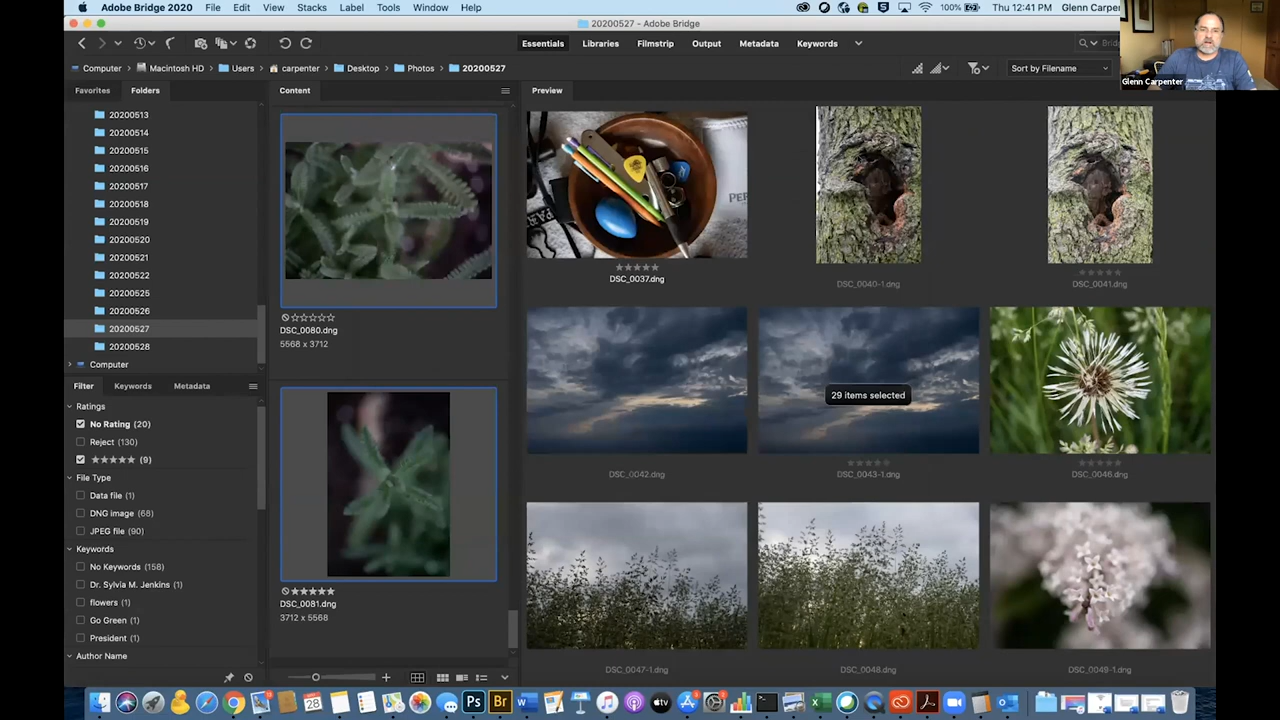 Adobe Bridge 2020 File Edit View Stacks Label Tools Window Help 100% Thu 12:41 PM Glenn Carpen
20200527 - Adobe Bridge
Essentials Libraries Filmstrip Output Metadata Keywords
Computer Macintosh HD Users carpenter Desktop Photos 20200527 Sort by Filename
Glenn Carpenter
Favorites Folders Content Preview
20200513
20200514
20200515
20200516
20200517
20200518
20200519
20200520
20200521
20200522
20200525
20200526
20200527
20200528
Computer
Filter Keywords Metadata
Ratings
No Rating (20)
Reject (130)
★★★★★ (9)
File Type
Data file (1)
DNG image (68)
JPEG file (90)
Keywords
No Keywords (158)
Dr. Sylvia M. Jenkins (1)
flowers (1)
Go Green (1)
President (1)
Author Name
DSC_0080.dng
5568 x 3712
DSC_0081.dng
3712 x 5568
DSC_0037.dng DSC_0040-1.dng DSC_0041.dng
29 items selected
DSC_0042.dng DSC_0043-1.dng DSC_0046.dng
DSC_0047-1.dng DSC_0048.dng DSC_0049-1.dng
Ps Br